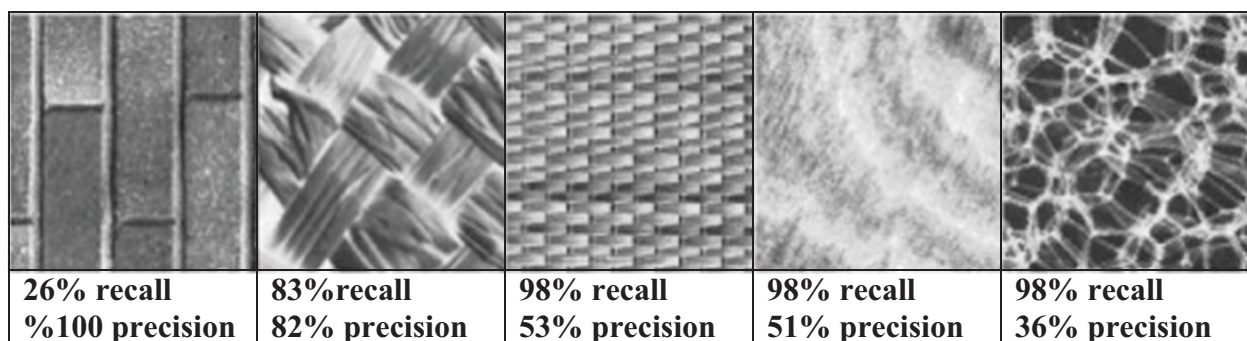 26% recall
%100 precision
83%recall
82% precision
98% recall
53% precision
98% recall
51% precision
98% recall
36% precision